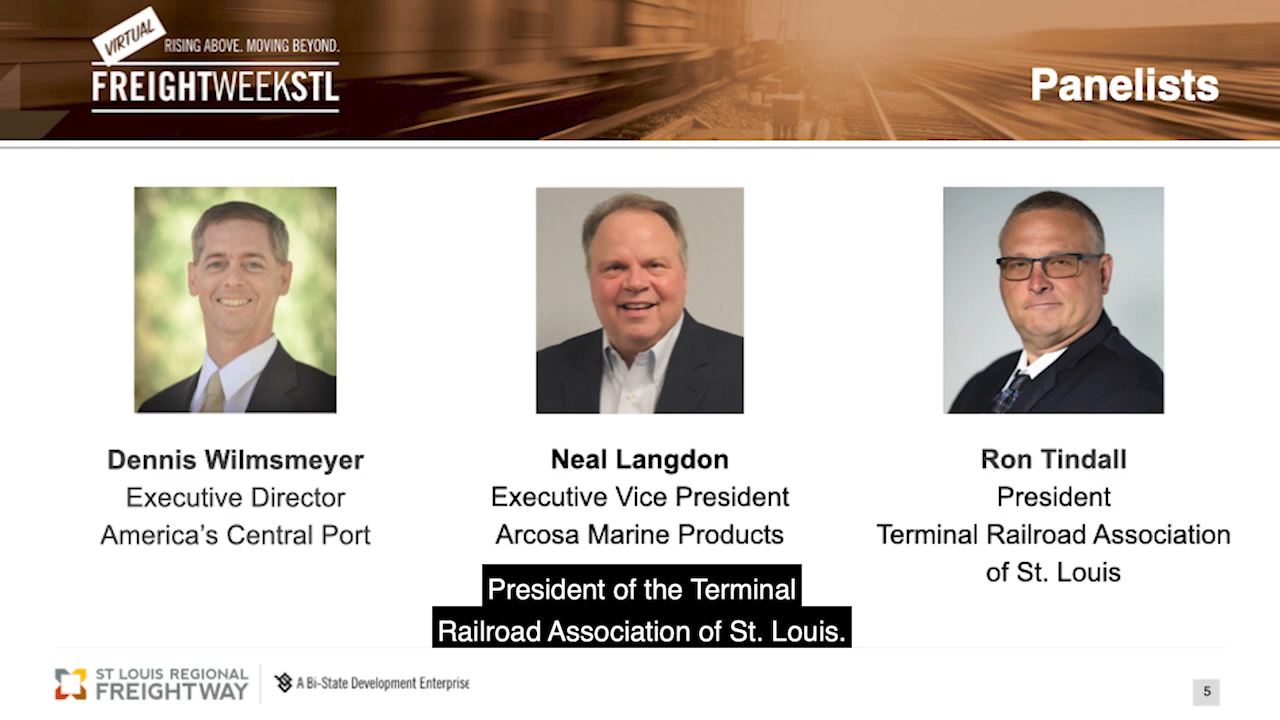 VIRTUAL
RISING ABOVE. MOVING BEYOND.
FREIGHTWEEKSTL
Panelists
Dennis Wilmsmeyer
Executive Director
America's Central Port
Neal Langdon
Executive Vice President
Arcosa Marine Products
Ron Tindall
President
Terminal Railroad Association
of St. Louis
President of the Terminal
Railroad Association of St. Louis.
ST LOUIS REGIONAL
FREIGHTWAY
A Bi-State Development Enterprise
5